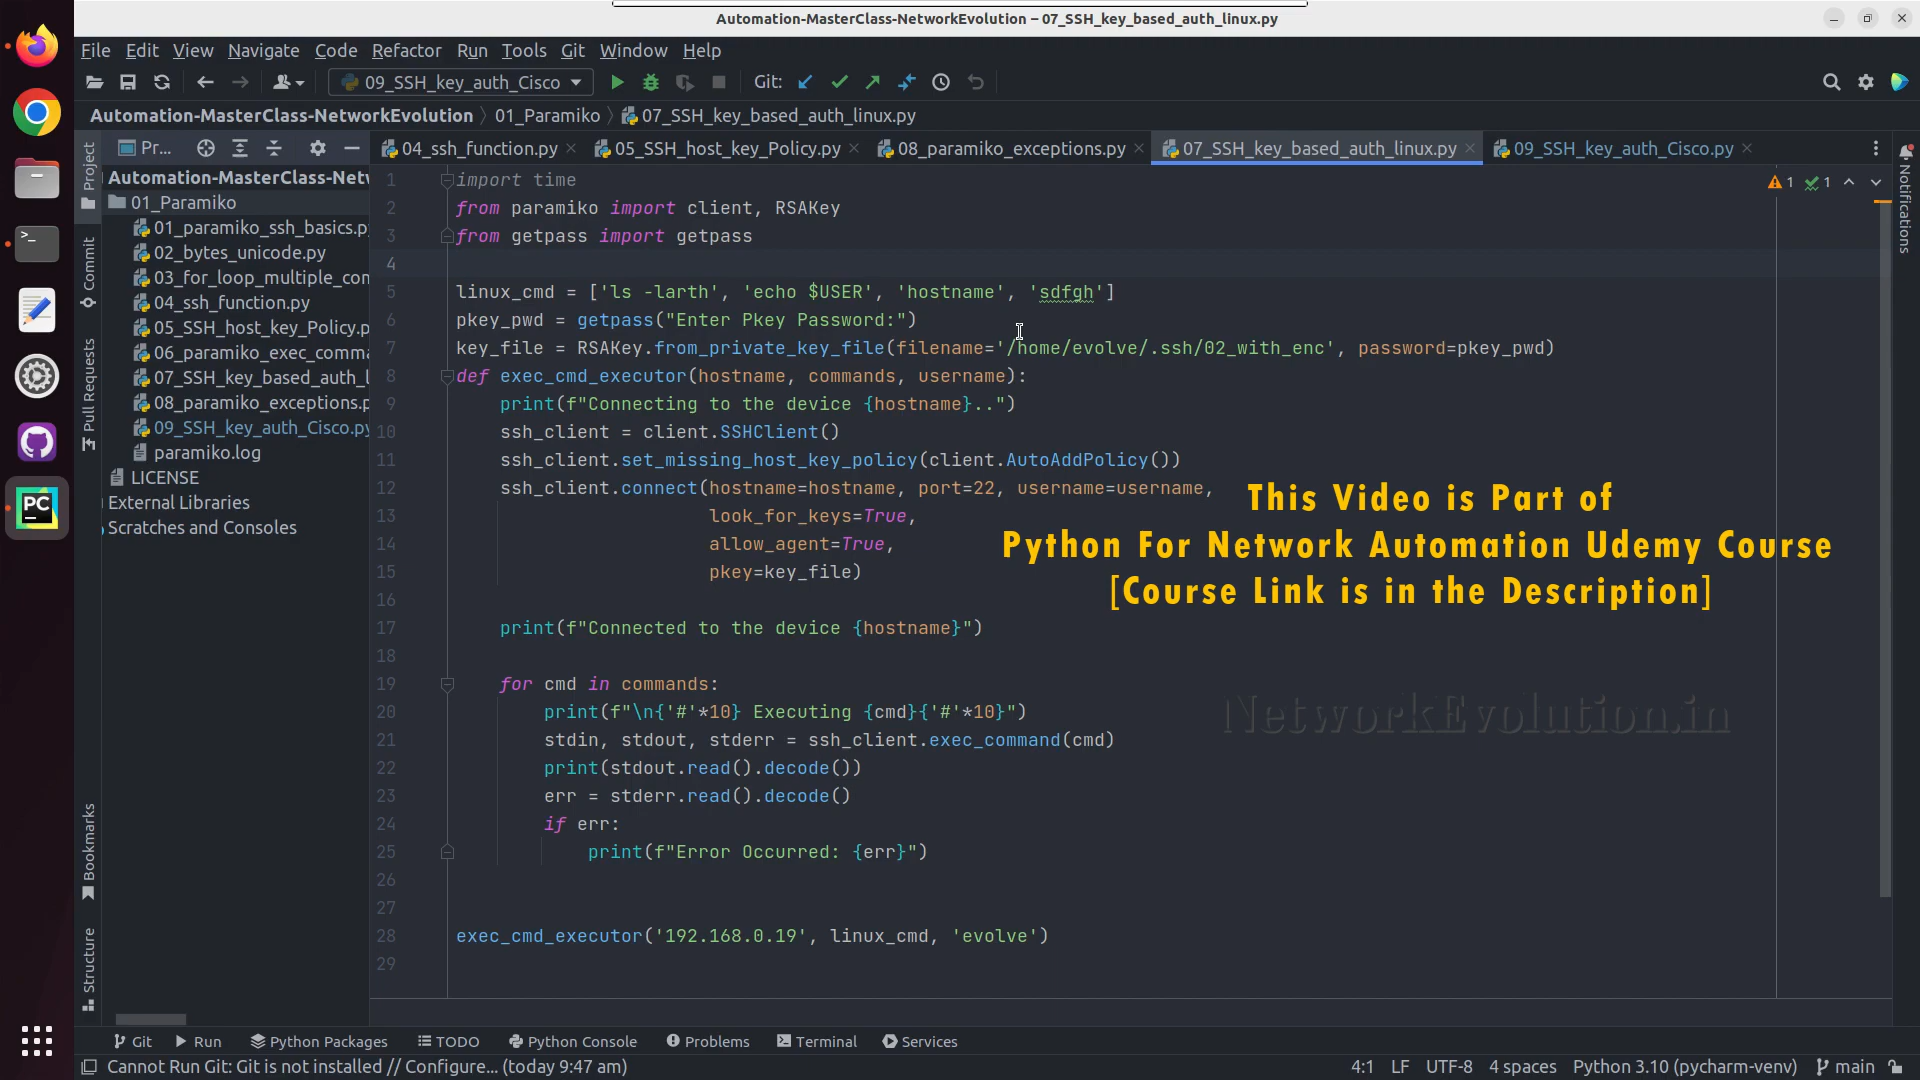 Automation-MasterClass-NetworkEvolution – 07_SSH_key_based_auth_linux.py
File Edit View Navigate Code Refactor Run Tools Git Window Help
09_SSH_key_auth_Cisco Git:
Automation-MasterClass-NetworkEvolution 01_Paramiko 07_SSH_key_based_auth_linux.py
Pr... 04_ssh_function.py 05_SSH_host_key_Policy.py 08_paramiko_exceptions.py 07_SSH_key_based_auth_linux.py 09_SSH_key_auth_Cisco.py
Project
Commit
Pull Requests
Bookmarks
Structure
Notifications
Automation-MasterClass-Netw
01_Paramiko
01_paramiko_ssh_basics.p
02_bytes_unicode.py
03_for_loop_multiple_con
04_ssh_function.py
05_SSH_host_key_Policy.p
06_paramiko_exec_comma
07_SSH_key_based_auth_l
08_paramiko_exceptions.p
09_SSH_key_auth_Cisco.py
paramiko.log
LICENSE
External Libraries
Scratches and Consoles
1 import time
2 from paramiko import client, RSAKey
3 from getpass import getpass
4
5 linux_cmd = ['ls -larth', 'echo $USER', 'hostname', 'sdfgh']
6 pkey_pwd = getpass("Enter Pkey Password:")
7 key_file = RSAKey.from_private_key_file(filename='/home/evolve/.ssh/02_with_enc', password=pkey_pwd)
8 def exec_cmd_executor(hostname, commands, username):
9 print(f"Connecting to the device {hostname}..")
10 ssh_client = client.SSHClient()
11 ssh_client.set_missing_host_key_policy(client.AutoAddPolicy())
12 ssh_client.connect(hostname=hostname, port=22, username=username,
13 look_for_keys=True,
14 allow_agent=True,
15 pkey=key_file)
16
17 print(f"Connected to the device {hostname}")
18
19 for cmd in commands:
20 print(f"\n{'#'*10} Executing {cmd}{'#'*10}")
21 stdin, stdout, stderr = ssh_client.exec_command(cmd)
22 print(stdout.read().decode())
23 err = stderr.read().decode()
24 if err:
25 print(f"Error Occurred: {err}")
26
27
28 exec_cmd_executor('192.168.0.19', linux_cmd, 'evolve')
29
1 1
This Video is Part of
Python For Network Automation Udemy Course
[Course Link is in the Description]
NetworkEvolution.in
PC
Git Run Python Packages TODO Python Console Problems Terminal Services
Cannot Run Git: Git is not installed // Configure... (today 9:47 am) 4:1 LF UTF-8 4 spaces Python 3.10 (pycharm-venv) main